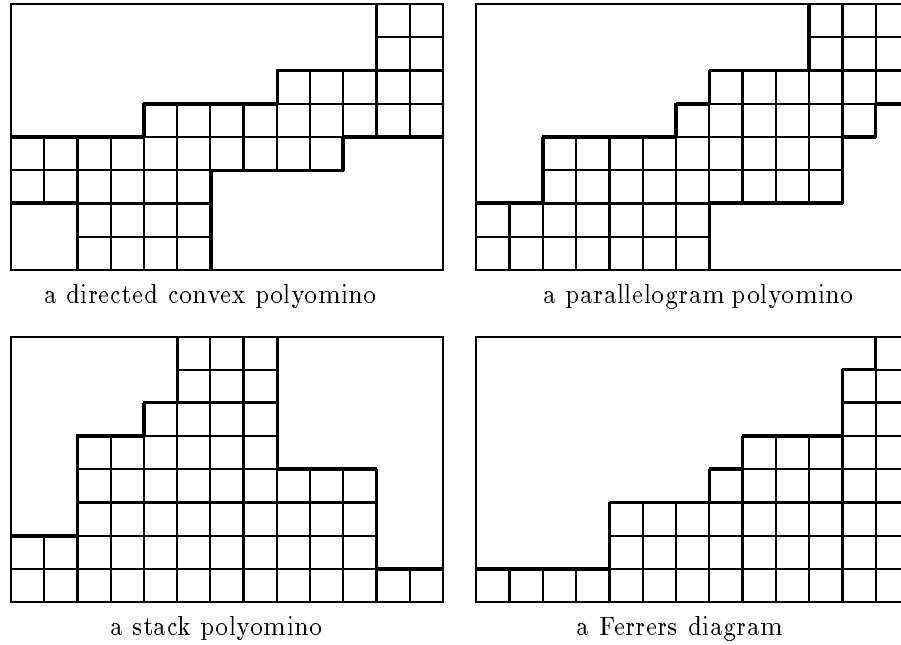 a directed convex polyomino
a parallelogram polyomino
a stack polyomino
a Ferrers diagram